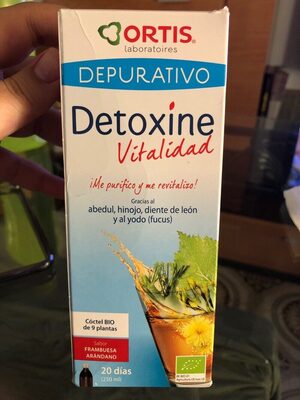 ORTIS
laboratoires
DEPURATIVO
Detoxine
Vitalidad
¡Me purifico y me revitalizo!
Gracias al
abedul, hinojo, diente de león
y al yodo (fucus)
Cóctel BIO
de 9 plantas
Sabor
FRAMBUESA
ARÁNDANO
20 días
(250 ml)